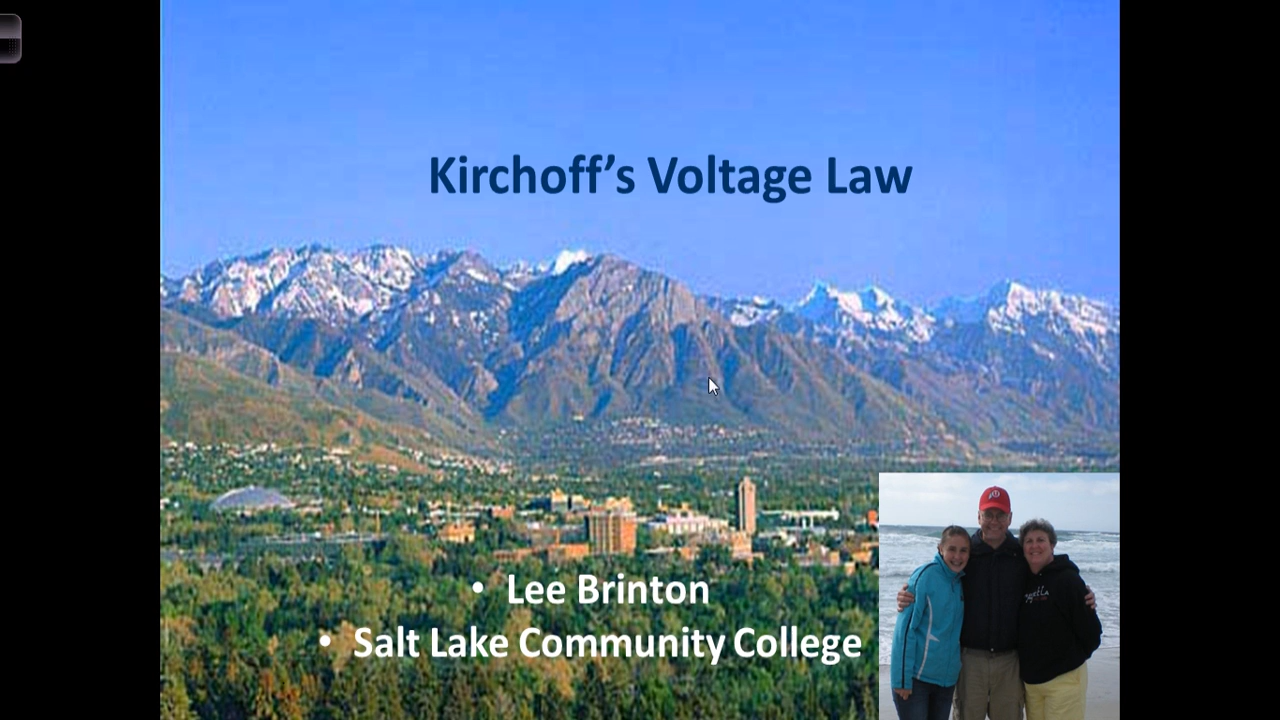 Kirchoff’s Voltage Law
• Lee Brinton
• Salt Lake Community College